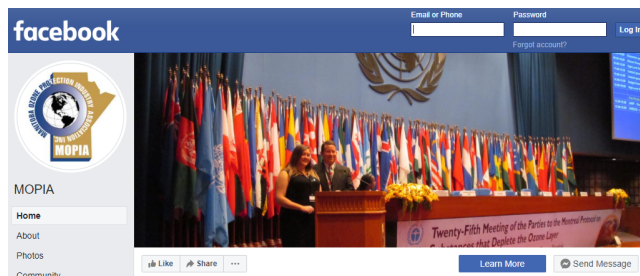 facebook
Email or Phone
Password
Log In
Forgot account?
MANITOBA OZONE PROTECTION INDUSTRY ASSOCIATION INC.
MOPIA
MOPIA
Home
About
Photos
Community
Twenty-Fifth Meeting of the Parties to the Montreal Protocol on
Substances that Deplete the Ozone Layer
Like
Share
Learn More
Send Message